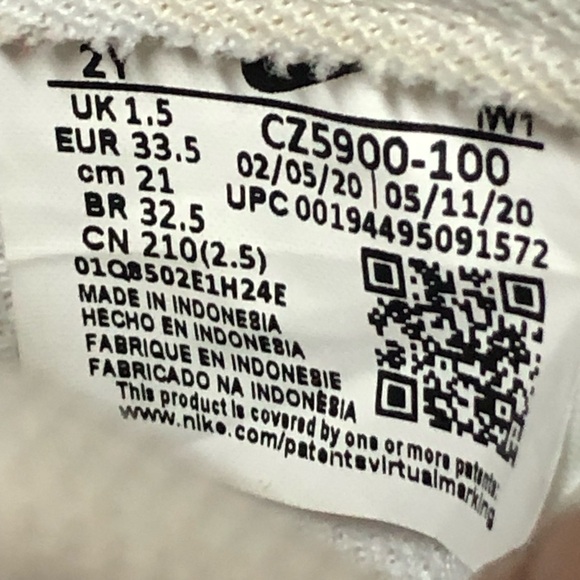 2Y
IW1
UK 1.5
EUR 33.5
cm 21
BR 32.5
CN 210(2.5)
CZ5900-100
02/05/20 | 05/11/20
UPC 00194495091572
01Q8502E1H24E
MADE IN INDONESIA
HECHO EN INDONESIA
FABRIQUE EN INDONESIE
FABRICADO NA INDONÉSIA
This product is covered by one or more patents:
www.nike.com/patentsvirtualmarking